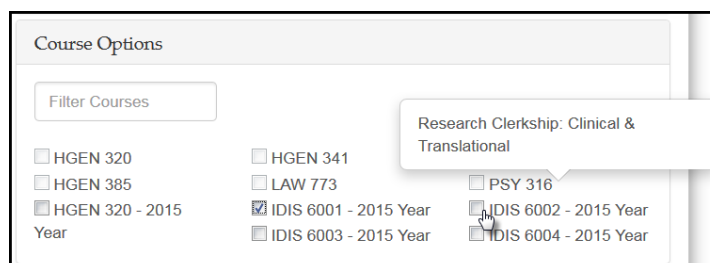 Course Options
Filter Courses
Research Clerkship: Clinical &
Translational
HGEN 320
HGEN 341
HGEN 385
LAW 773
PSY 316
HGEN 320 - 2015
Year
IDIS 6001 - 2015 Year
IDIS 6002 - 2015 Year
IDIS 6003 - 2015 Year
IDIS 6004 - 2015 Year